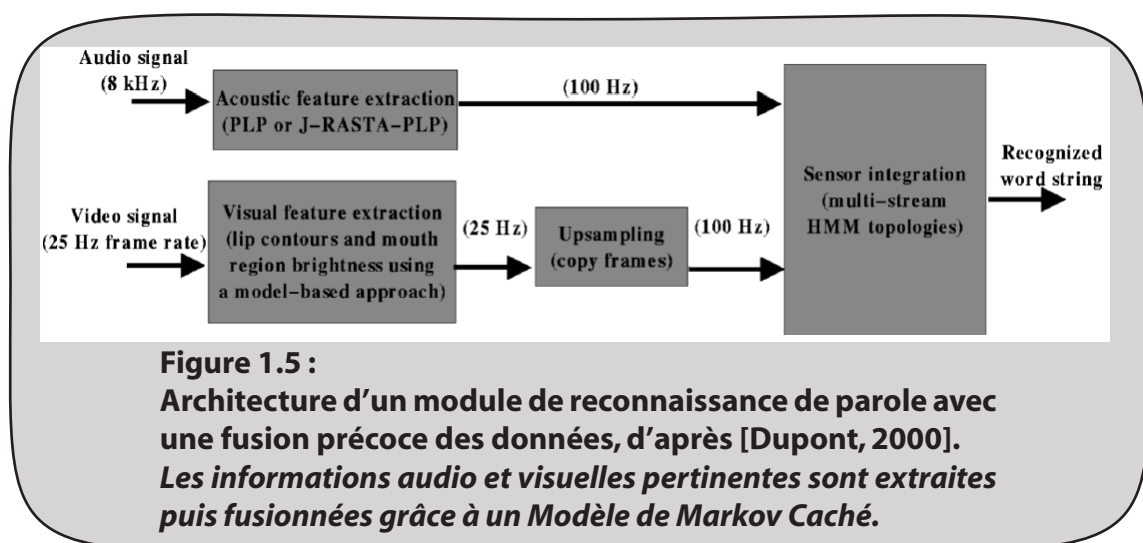 Audio signal
(8 kHz)
Acoustic feature extraction
(PLP or J-RASTA-PLP)
(100 Hz)
Video signal
(25 Hz frame rate)
Visual feature extraction
(lip contours and mouth
region brightness using
a model-based approach)
(25 Hz)
Upsampling
(copy frames)
(100 Hz)
Sensor integration
(multi-stream
HMM topologies)
Recognized
word string
Figure 1.5 :
Architecture d’un module de reconnaissance de parole avec
une fusion précoce des données, d’après [Dupont, 2000].
Les informations audio et visuelles pertinentes sont extraites
puis fusionnées grâce à un Modèle de Markov Caché.